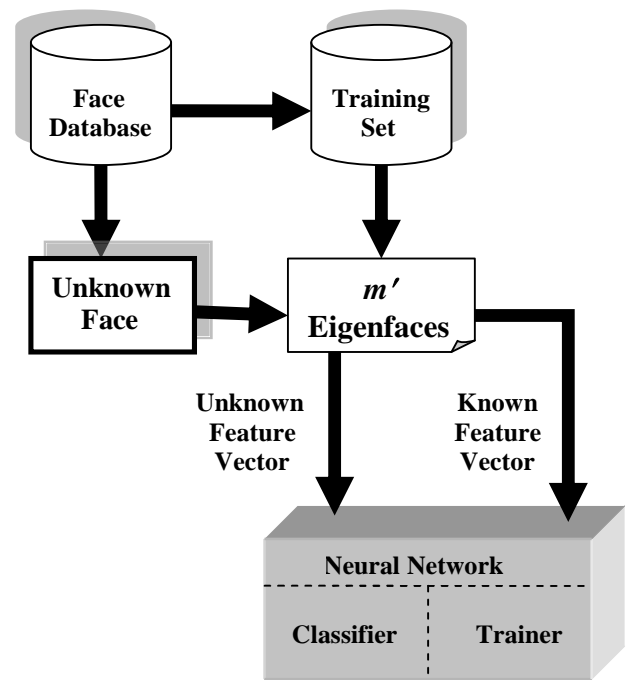 Face
Database
Training
Set
Unknown
Face
m′
Eigenfaces
Unknown
Feature
Vector
Known
Feature
Vector
Neural Network
Classifier
Trainer